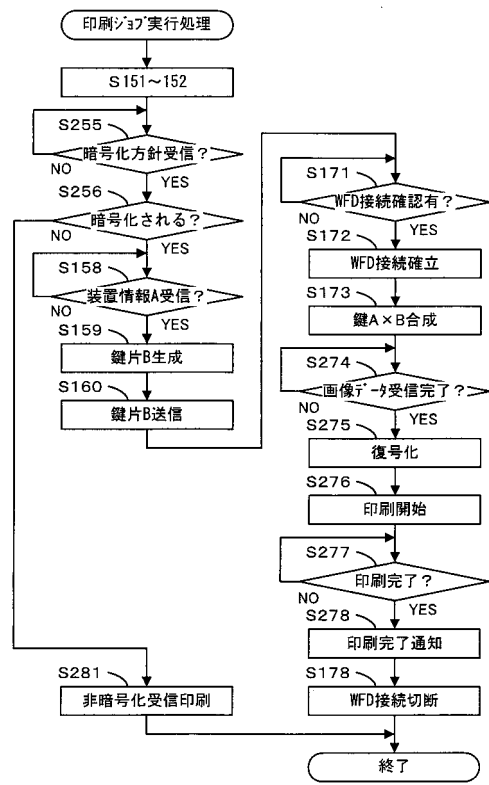 印刷ｼﾞｮﾌﾞ実行処理
S151～152
S255
暗号化方針受信？
NO
YES
S256
暗号化される？
NO
YES
S158
装置情報A受信？
NO
YES
S159
鍵片B生成
S160
鍵片B送信
S281
非暗号化受信印刷
S171
WFD接続確認有？
NO
YES
S172
WFD接続確立
S173
鍵A×B合成
S274
画像ﾃﾞｰﾀ受信完了？
NO
YES
S275
復号化
S276
印刷開始
S277
印刷完了？
NO
YES
S278
印刷完了通知
S178
WFD接続切断
終了